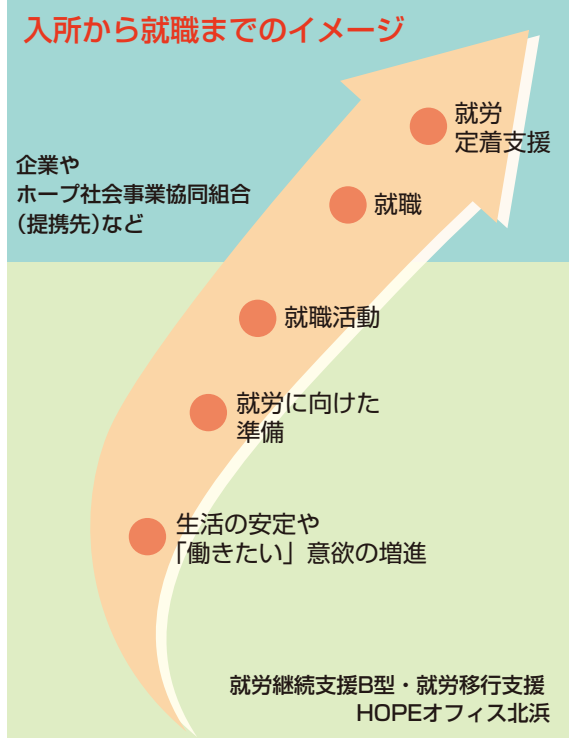 入所から就職までのイメージ
就労
定着支援
企業や
ホープ社会事業協同組合
(提携先)など
就職
就職活動
就労に向けた
準備
生活の安定や
「働きたい」意欲の増進
就労継続支援B型・就労移行支援
HOPEオフィス北浜